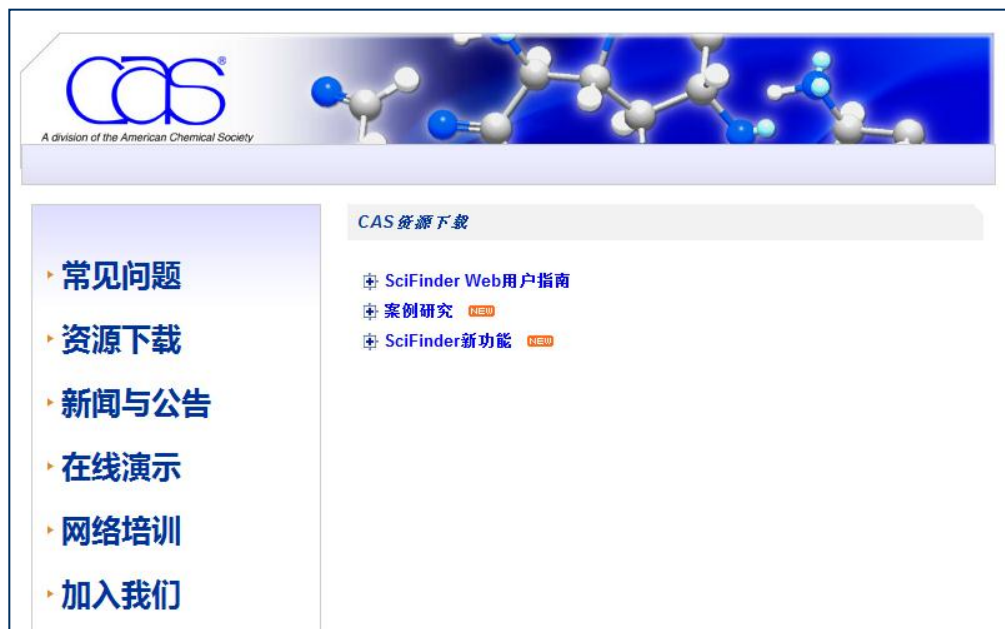 CAS®
A division of the American Chemical Society
常见问题
资源下载
新闻与公告
在线演示
网络培训
加入我们
CAS资源下载
SciFinder Web用户指南
案例研究 NEW
SciFinder新功能 NEW